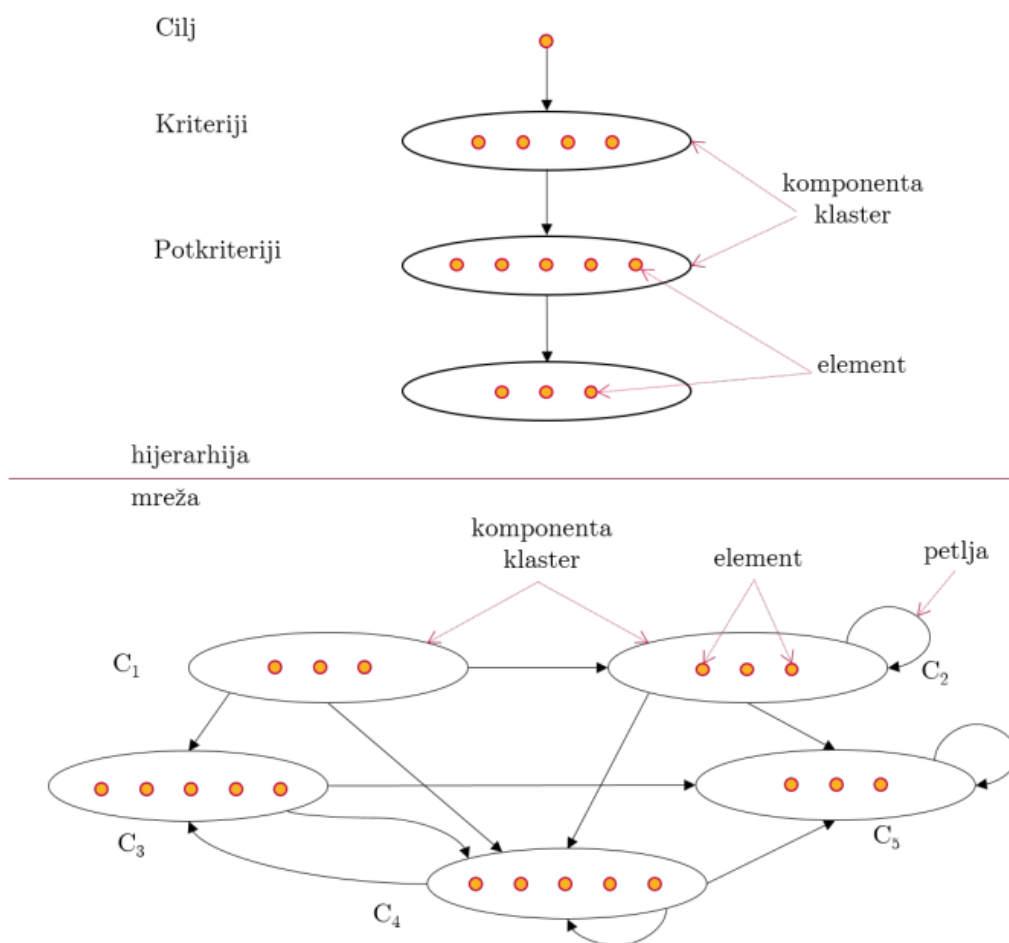 Cilj
Kriteriji
komponenta
klaster
Potkriteriji
element
hijerarhija
mreža
komponenta
klaster
element
petlja
C₁
C₂
C₃
C₅
C₄